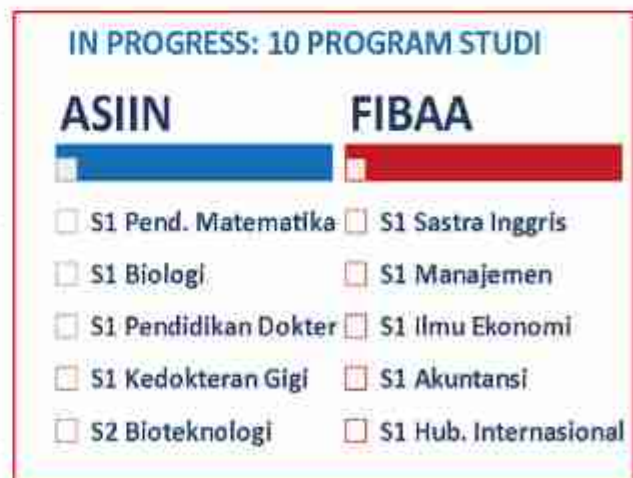 IN PROGRESS: 10 PROGRAM STUDI
ASIIN
S1 Pend. Matematika
S1 Biologi
S1 Pendidikan Dokter
S1 Kedokteran Gigi
S2 Bioteknologi
FIBAA
S1 Sastra Inggris
S1 Manajemen
S1 Ilmu Ekonomi
S1 Akuntansi
S1 Hub. Internasional